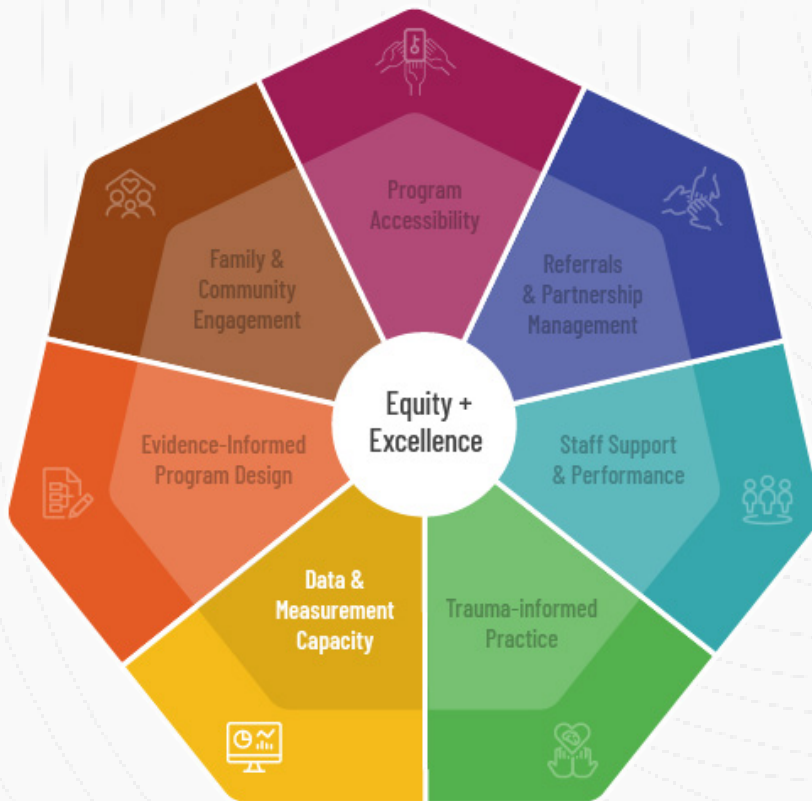 Program
Accessibility
Family &
Community
Engagement
Referrals
& Partnership
Management
Equity +
Excellence
Evidence-Informed
Program Design
Staff Support
& Performance
Data &
Measurement
Capacity
Trauma-informed
Practice